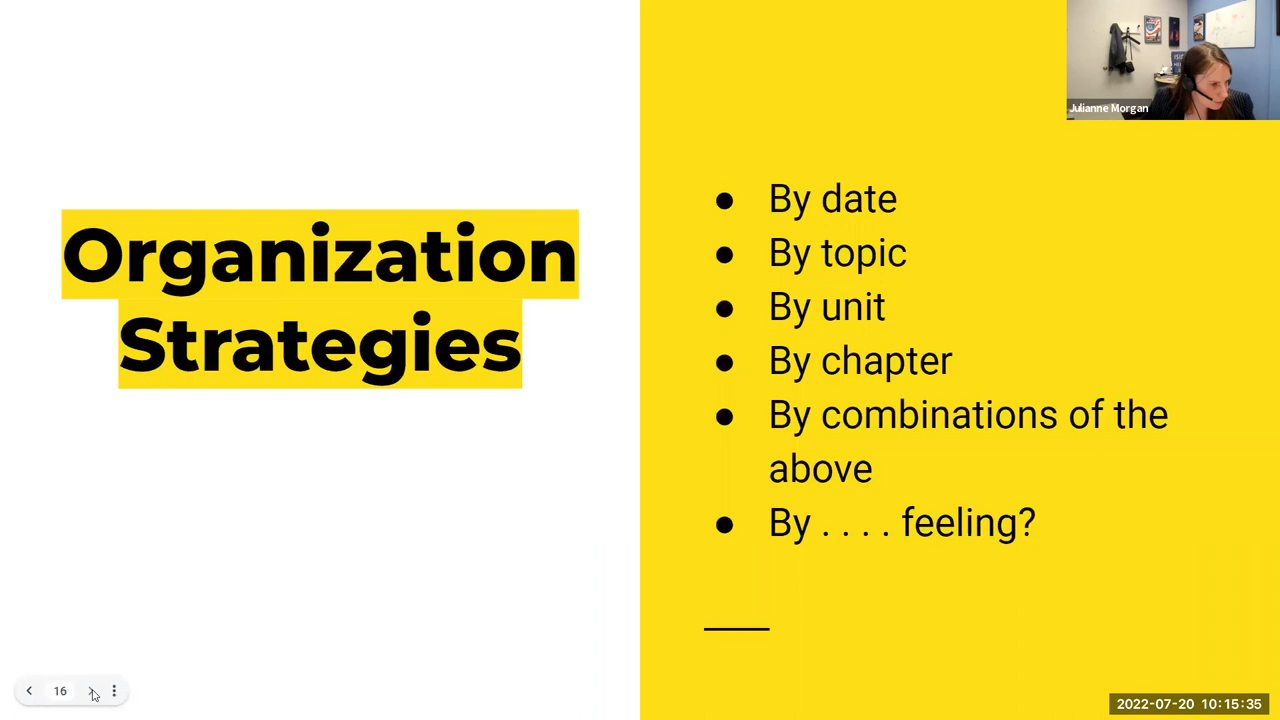 Organization
Strategies
● By date
● By topic
● By unit
● By chapter
● By combinations of the
above
● By . . . . feeling?
Julianne Morgan
16
2022-07-20 10:15:35